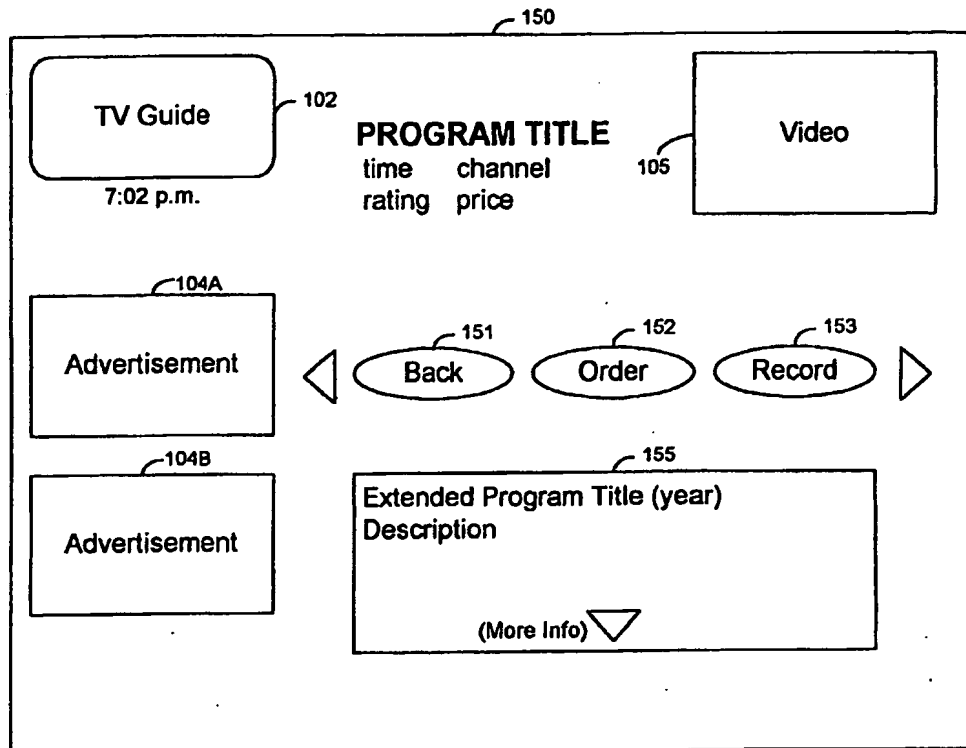 150
TV Guide
102
7:02 p.m.
PROGRAM TITLE
time channel
rating price
105
Video
104A
Advertisement
151
Back
152
Order
153
Record
104B
Advertisement
155
Extended Program Title (year)
Description
(More Info)